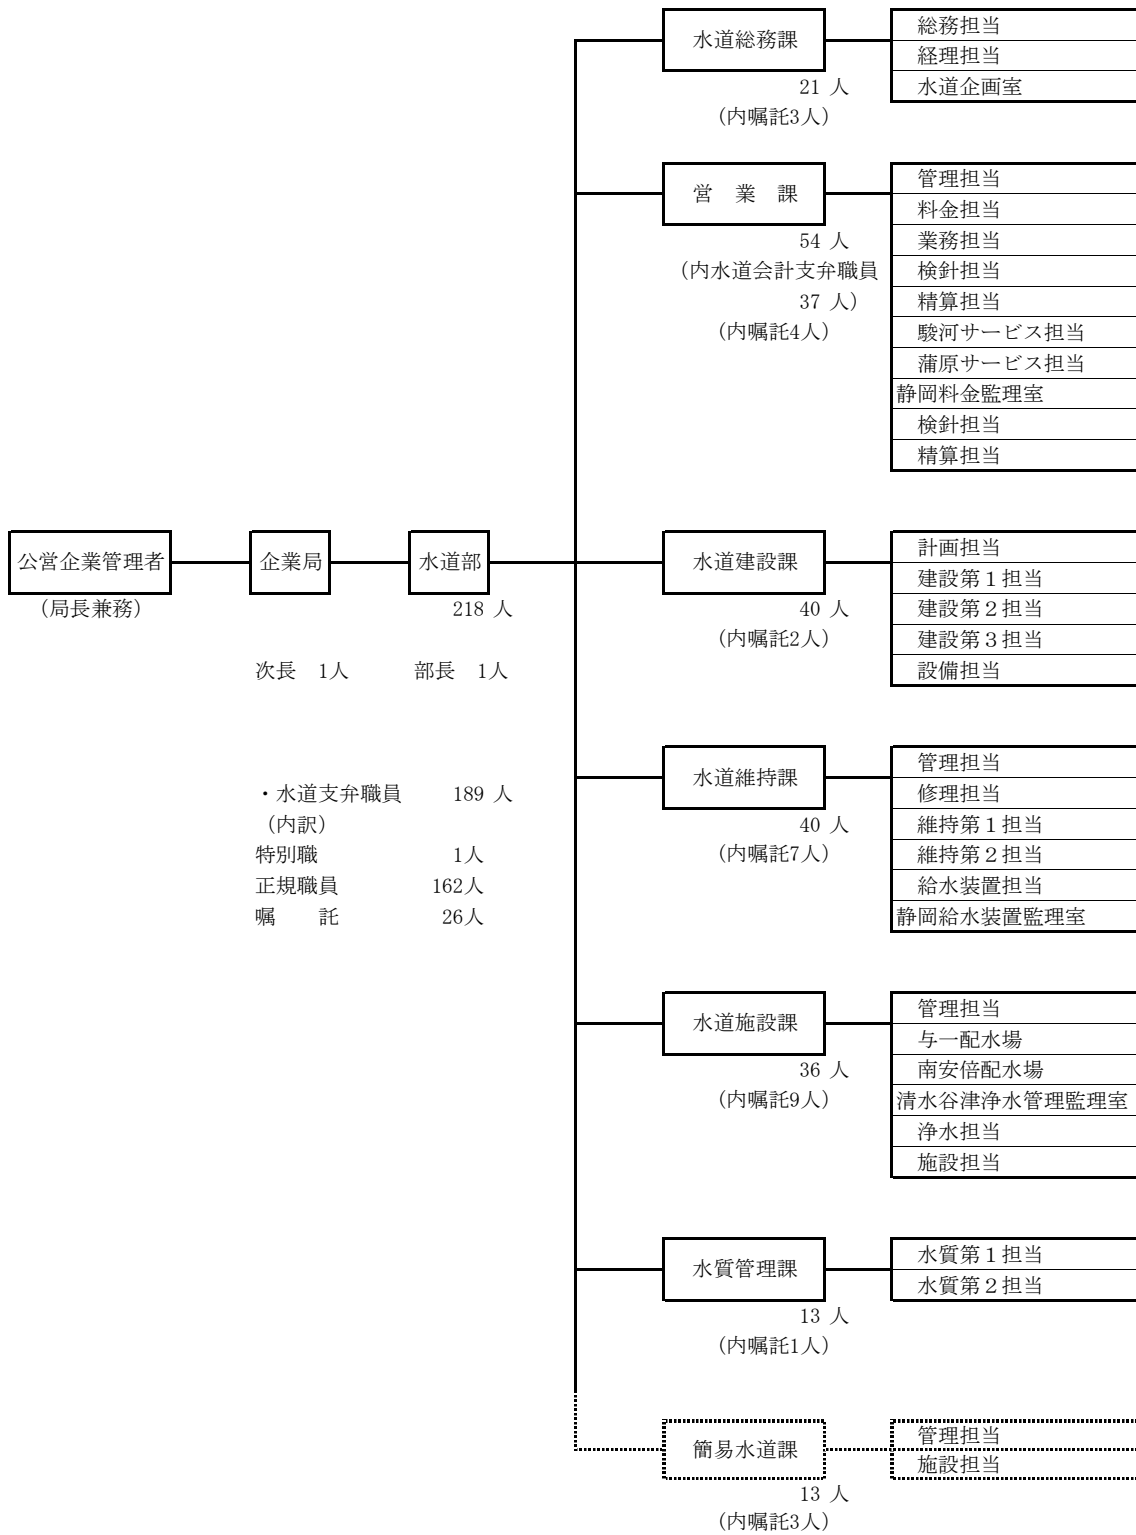 公営企業管理者
(局長兼務)
企業局
水道部
218 人
次長　1人
部長　1人
・水道支弁職員　189 人
(内訳)
特別職　1人
正規職員　162人
嘱　託　26人
水道総務課
21 人
(内嘱託3人)
総務担当
経理担当
水道企画室
営　業　課
54 人
(内水道会計支弁職員
37 人)
(内嘱託4人)
管理担当
料金担当
業務担当
検針担当
精算担当
駿河サービス担当
蒲原サービス担当
静岡料金監理室
検針担当
精算担当
水道建設課
40 人
(内嘱託2人)
計画担当
建設第１担当
建設第２担当
建設第３担当
設備担当
水道維持課
40 人
(内嘱託7人)
管理担当
修理担当
維持第１担当
維持第２担当
給水装置担当
静岡給水装置監理室
水道施設課
36 人
(内嘱託9人)
管理担当
与一配水場
南安倍配水場
清水谷津浄水管理監理室
浄水担当
施設担当
水質管理課
13 人
(内嘱託1人)
水質第１担当
水質第２担当
簡易水道課
13 人
(内嘱託3人)
管理担当
施設担当